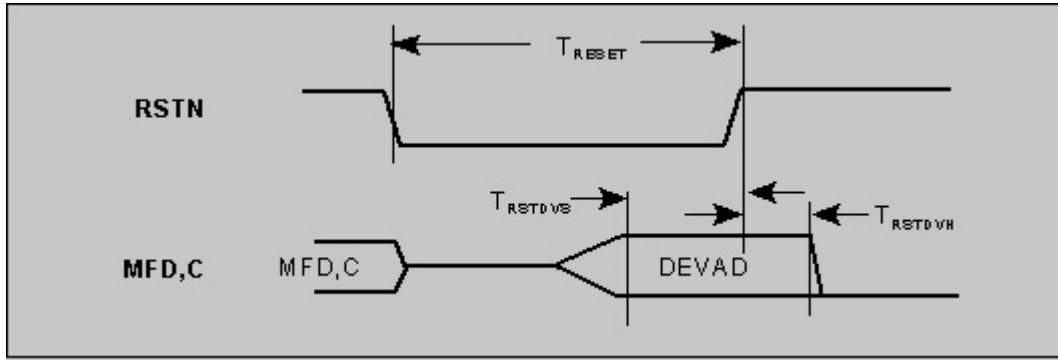 TRESET
RSTN
TRSTDVS
TRSTDVH
MFD,C
MFD,C
DEVAD